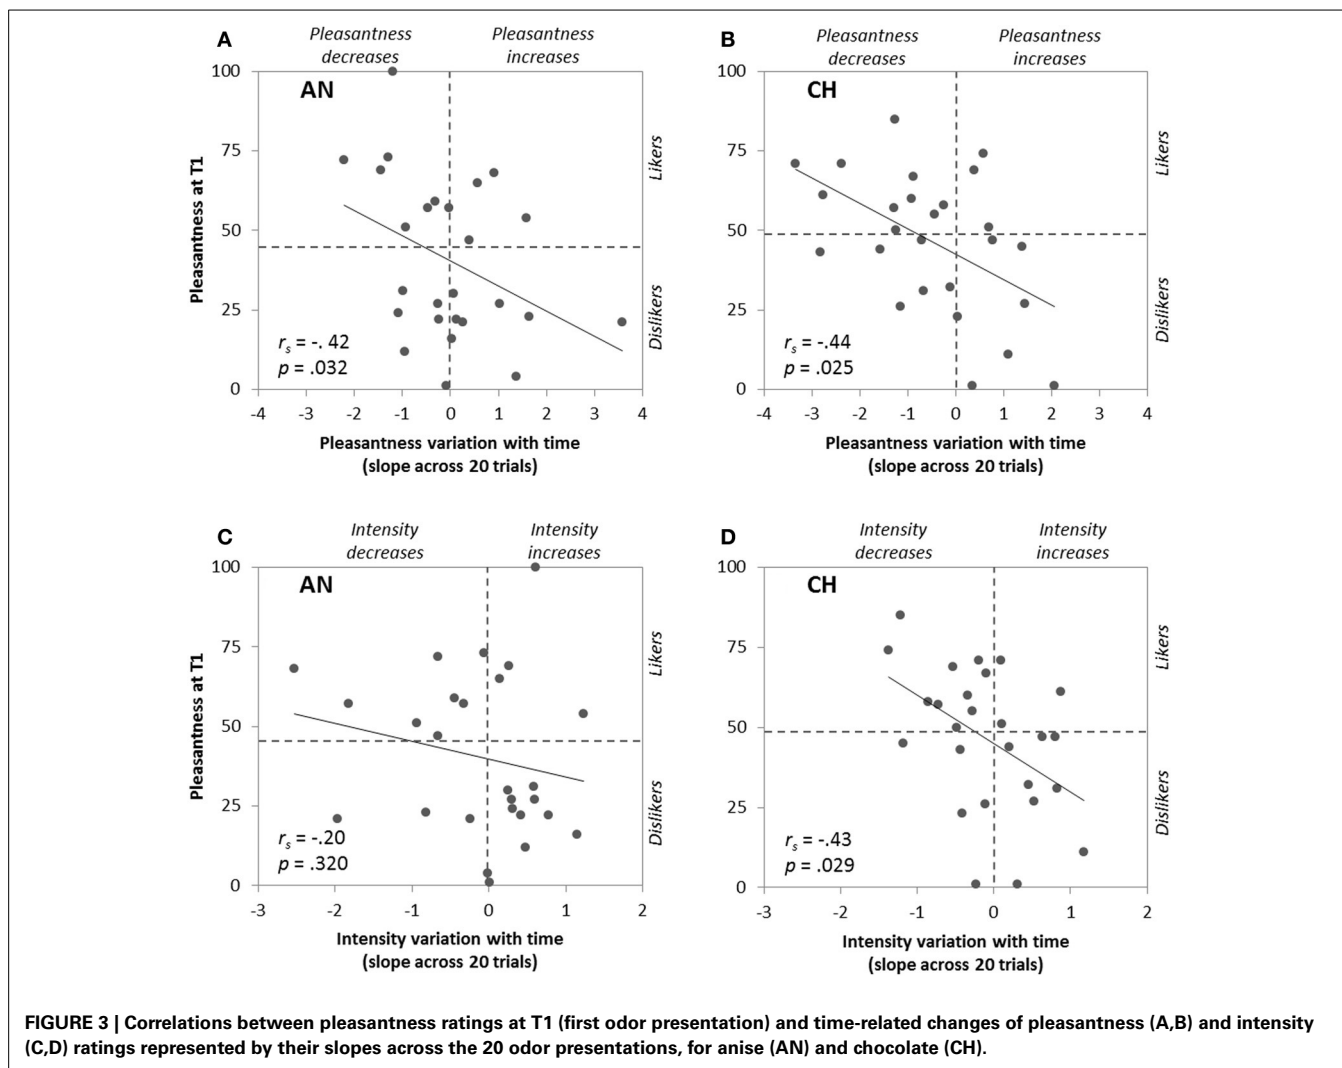 A
Pleasantness
decreases
Pleasantness
increases
AN
100
75
50
25
0
Pleasantness at T1
Likers
Dislikers
r_s = -. 42
p = .032
-4 -3 -2 -1 0 1 2 3 4
Pleasantness variation with time
(slope across 20 trials)
B
Pleasantness
decreases
Pleasantness
increases
CH
100
75
50
25
0
Likers
Dislikers
r_s = -.44
p = .025
-4 -3 -2 -1 0 1 2 3 4
Pleasantness variation with time
(slope across 20 trials)
C
Intensity
decreases
Intensity
increases
AN
100
75
50
25
0
Pleasantness at T1
Likers
Dislikers
r_s = -.20
p = .320
-3 -2 -1 0 1 2
Intensity variation with time
(slope across 20 trials)
D
Intensity
decreases
Intensity
increases
CH
100
75
50
25
0
Likers
Dislikers
r_s = -.43
p = .029
-3 -2 -1 0 1 2
Intensity variation with time
(slope across 20 trials)
FIGURE 3 | Correlations between pleasantness ratings at T1 (first odor presentation) and time-related changes of pleasantness (A,B) and intensity
(C,D) ratings represented by their slopes across the 20 odor presentations, for anise (AN) and chocolate (CH).